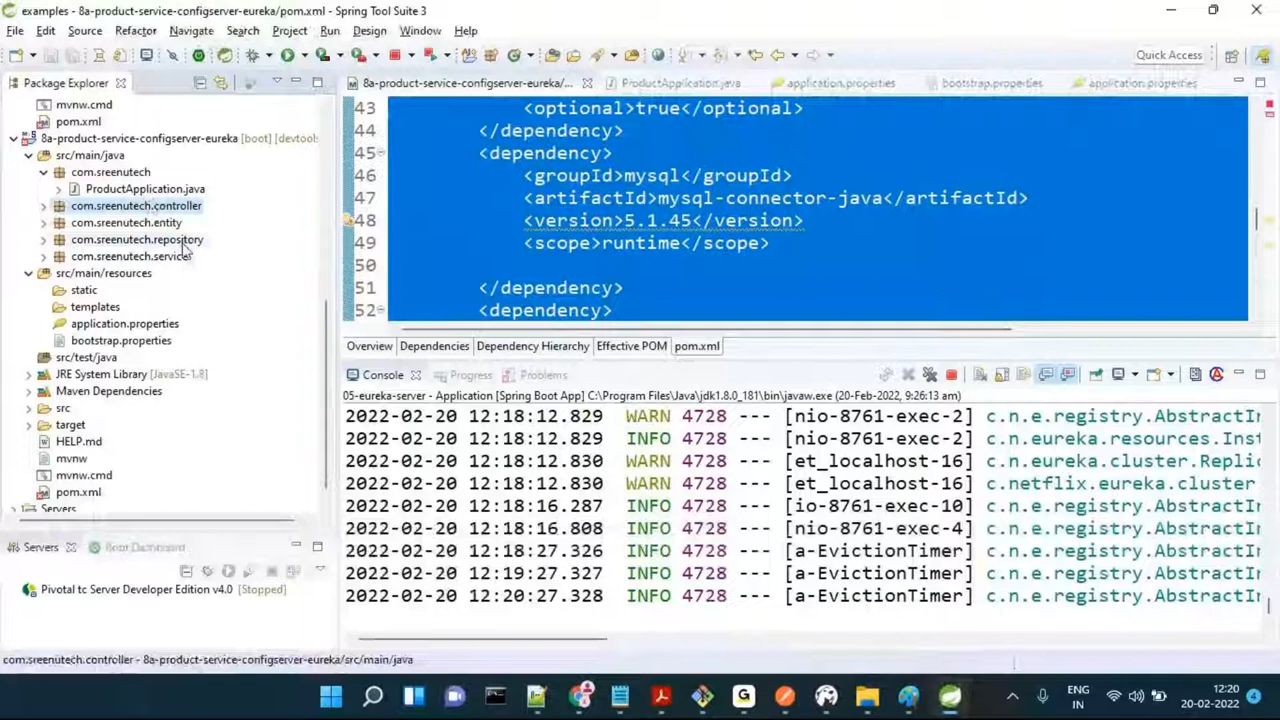 examples - 8a-product-service-configserver-eureka/pom.xml - Spring Tool Suite 3
File Edit Source Refactor Navigate Search Project Run Design Window Help
Quick Access
Package Explorer
mvnw.cmd
pom.xml
8a-product-service-configserver-eureka [boot] [devtools
src/main/java
com.sreenutech
ProductApplication.java
com.sreenutech.controller
com.sreenutech.entity
com.sreenutech.repository
com.sreenutech.service
src/main/resources
static
templates
application.properties
bootstrap.properties
src/test/java
JRE System Library [JavaSE-1.8]
Maven Dependencies
src
target
HELP.md
mvnw
mvnw.cmd
pom.xml
Servers
Servers Boot Dashboard
Pivotal tc Server Developer Edition v4.0 [Stopped]
8a-product-service-configserver-eureka/... ProductApplication.java application.properties bootstrap.properties application.properties
43 <optional>true</optional>
44 </dependency>
45 <dependency>
46 <groupId>mysql</groupId>
47 <artifactId>mysql-connector-java</artifactId>
48 <version>5.1.45</version>
49 <scope>runtime</scope>
50
51 </dependency>
52 <dependency>
Overview Dependencies Dependency Hierarchy Effective POM pom.xml
Console Progress Problems
05-eureka-server - Application [Spring Boot App] C:\Program Files\Java\jdk1.8.0_181\bin\javaw.exe (20-Feb-2022, 9:26:13 am)
2022-02-20 12:18:12.829 WARN 4728 --- [nio-8761-exec-2] c.n.e.registry.AbstractIr
2022-02-20 12:18:12.829 INFO 4728 --- [nio-8761-exec-2] c.n.eureka.resources.Inst
2022-02-20 12:18:12.830 WARN 4728 --- [et_localhost-16] c.n.eureka.cluster.Replic
2022-02-20 12:18:12.830 WARN 4728 --- [et_localhost-16] c.netflix.eureka.cluster
2022-02-20 12:18:16.287 INFO 4728 --- [io-8761-exec-10] c.n.e.registry.AbstractIr
2022-02-20 12:18:16.808 INFO 4728 --- [nio-8761-exec-4] c.n.e.registry.AbstractIr
2022-02-20 12:18:27.326 INFO 4728 --- [a-EvictionTimer] c.n.e.registry.AbstractIr
2022-02-20 12:19:27.327 INFO 4728 --- [a-EvictionTimer] c.n.e.registry.AbstractIr
2022-02-20 12:20:27.328 INFO 4728 --- [a-EvictionTimer] c.n.e.registry.AbstractIr
com.sreenutech.controller - 8a-product-service-configserver-eureka/src/main/java
ENG
IN
12:20
20-02-2022
4